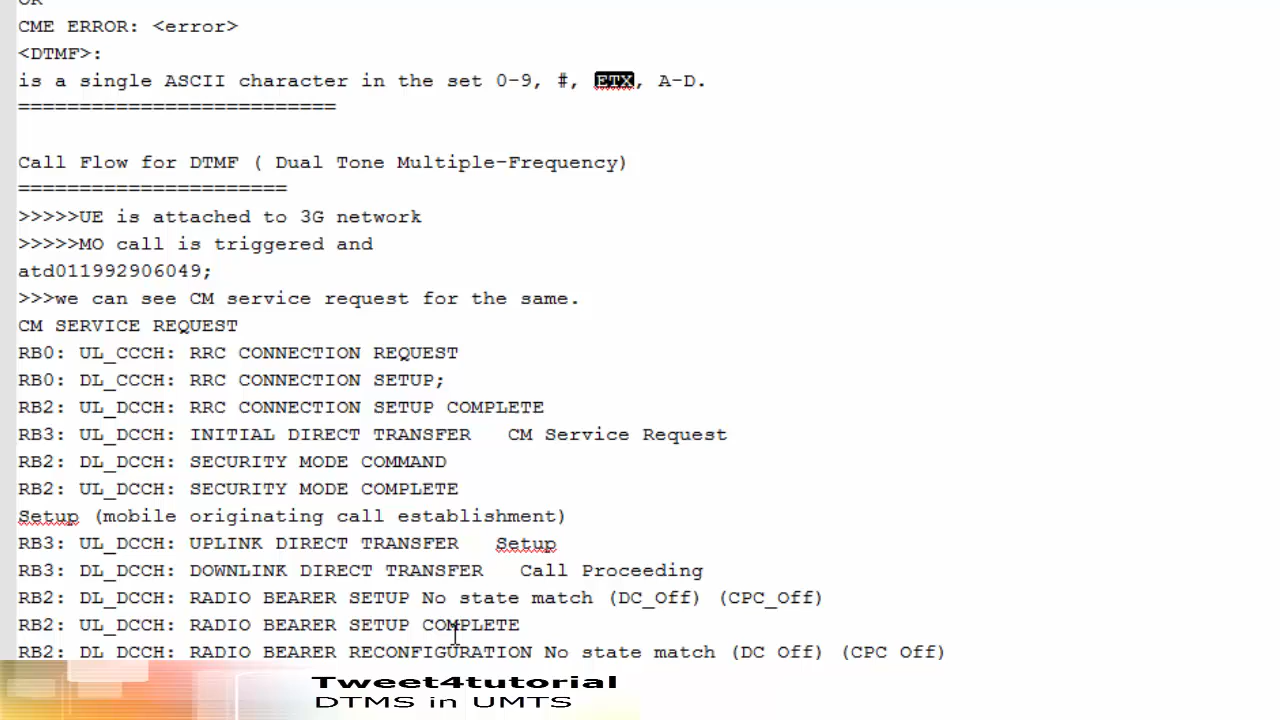 OR
CME ERROR: <error>
<DTMF>:
is a single ASCII character in the set 0-9, #, ETX, A-D.
==========================
Call Flow for DTMF ( Dual Tone Multiple-Frequency)
======================
>>>>>UE is attached to 3G network
>>>>>MO call is triggered and
atd011992906049;
>>>we can see CM service request for the same.
CM SERVICE REQUEST
RB0: UL_CCCH: RRC CONNECTION REQUEST
RB0: DL_CCCH: RRC CONNECTION SETUP;
RB2: UL_DCCH: RRC CONNECTION SETUP COMPLETE
RB3: UL_DCCH: INITIAL DIRECT TRANSFER   CM Service Request
RB2: DL_DCCH: SECURITY MODE COMMAND
RB2: UL_DCCH: SECURITY MODE COMPLETE
Setup (mobile originating call establishment)
RB3: UL_DCCH: UPLINK DIRECT TRANSFER   Setup
RB3: DL_DCCH: DOWNLINK DIRECT TRANSFER   Call Proceeding
RB2: DL_DCCH: RADIO BEARER SETUP No state match (DC_Off) (CPC_Off)
RB2: UL_DCCH: RADIO BEARER SETUP COMPLETE
RB2: DL_DCCH: RADIO BEARER RECONFIGURATION No state match (DC_Off) (CPC_Off)
Tweet4tutorial
DTMS in UMTS